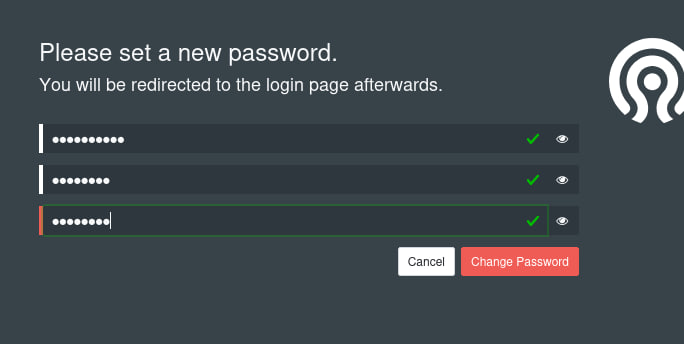 Please set a new password.
You will be redirected to the login page afterwards.
●●●●●●●●●●
●●●●●●●●
●●●●●●●●
Cancel Change Password